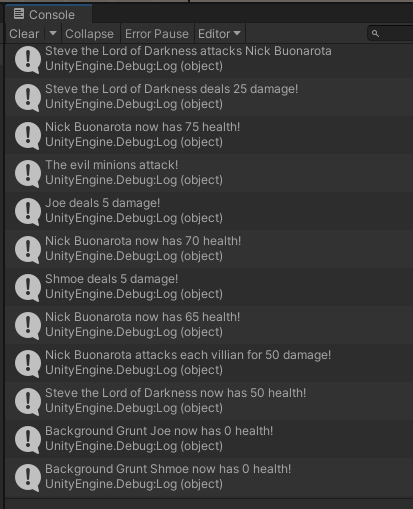 Console
Clear Collapse Error Pause Editor
Steve the Lord of Darkness attacks Nick Buonarota
UnityEngine.Debug:Log (object)
Steve the Lord of Darkness deals 25 damage!
UnityEngine.Debug:Log (object)
Nick Buonarota now has 75 health!
UnityEngine.Debug:Log (object)
The evil minions attack!
UnityEngine.Debug:Log (object)
Joe deals 5 damage!
UnityEngine.Debug:Log (object)
Nick Buonarota now has 70 health!
UnityEngine.Debug:Log (object)
Shmoe deals 5 damage!
UnityEngine.Debug:Log (object)
Nick Buonarota now has 65 health!
UnityEngine.Debug:Log (object)
Nick Buonarota attacks each villian for 50 damage!
UnityEngine.Debug:Log (object)
Steve the Lord of Darkness now has 50 health!
UnityEngine.Debug:Log (object)
Background Grunt Joe now has 0 health!
UnityEngine.Debug:Log (object)
Background Grunt Shmoe now has 0 health!
UnityEngine.Debug:Log (object)